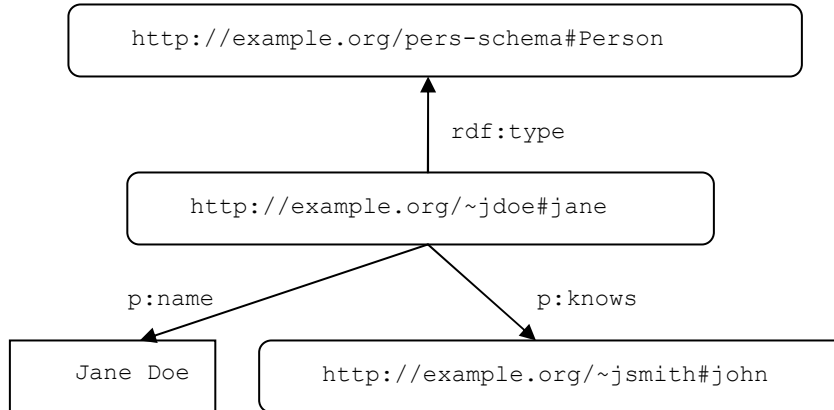 http://example.org/pers-schema#Person
rdf:type
http://example.org/~jdoe#jane
p:name
p:knows
Jane Doe
http://example.org/~jsmith#john